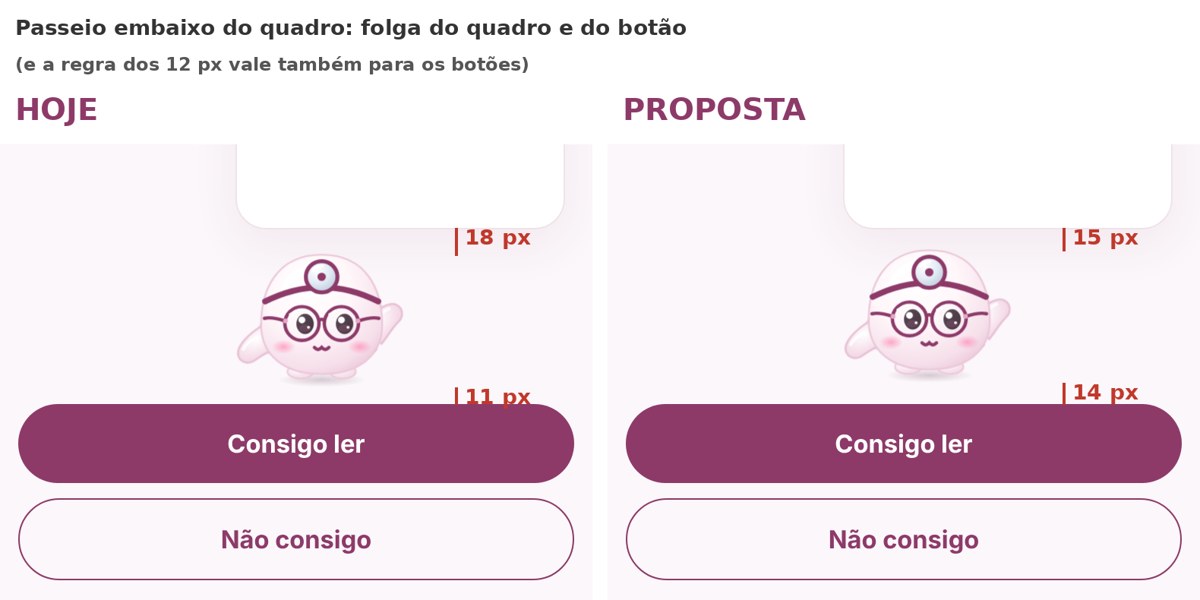 Passeio embaixo do quadro: folga do quadro e do botão
(e a regra dos 12 px vale também para os botões)
HOJE
18 px
11 px
Consigo ler
Não consigo
PROPOSTA
15 px
14 px
Consigo ler
Não consigo